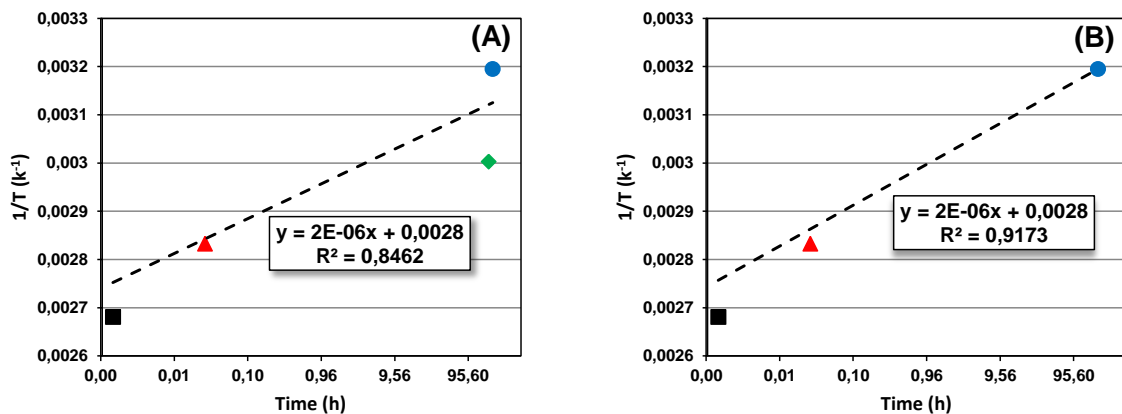 (A)
0,0033
0,0032
0,0031
0,003
0,0029
0,0028
0,0027
0,0026
1/T (k⁻¹)
y = 2E-06x + 0,0028
R² = 0,8462
0,00 0,01 0,10 0,96 9,56 95,60
Time (h)
(B)
0,0033
0,0032
0,0031
0,003
0,0029
0,0028
0,0027
0,0026
1/T (k⁻¹)
y = 2E-06x + 0,0028
R² = 0,9173
0,00 0,01 0,10 0,96 9,56 95,60
Time (h)